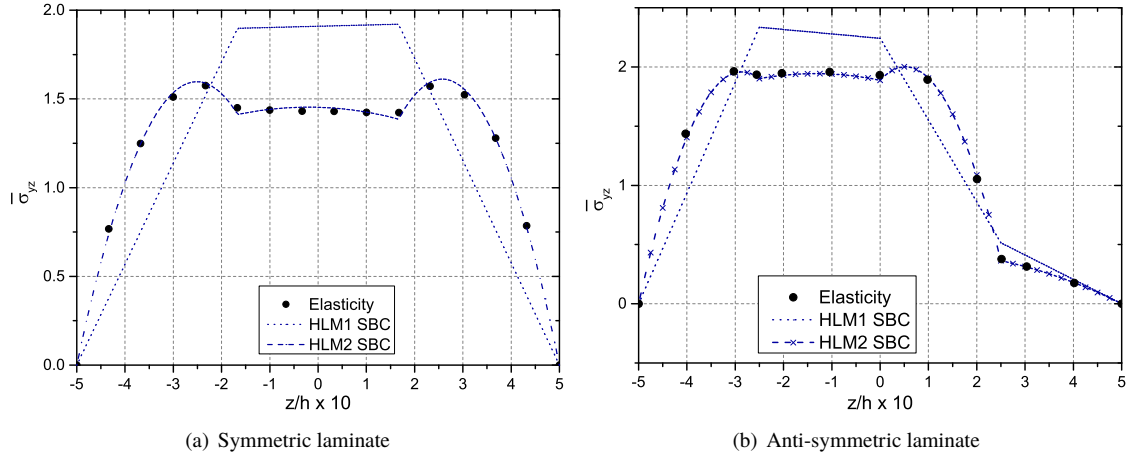 2.0
1.5
1.0
0.5
0.0
σ̅yz
-5 -4 -3 -2 -1 0 1 2 3 4 5
z/h x 10
Elasticity
HLM1 SBC
HLM2 SBC
(a) Symmetric laminate
2
1
0
σ̅yz
-5 -4 -3 -2 -1 0 1 2 3 4 5
z/h x 10
Elasticity
HLM1 SBC
HLM2 SBC
(b) Anti-symmetric laminate